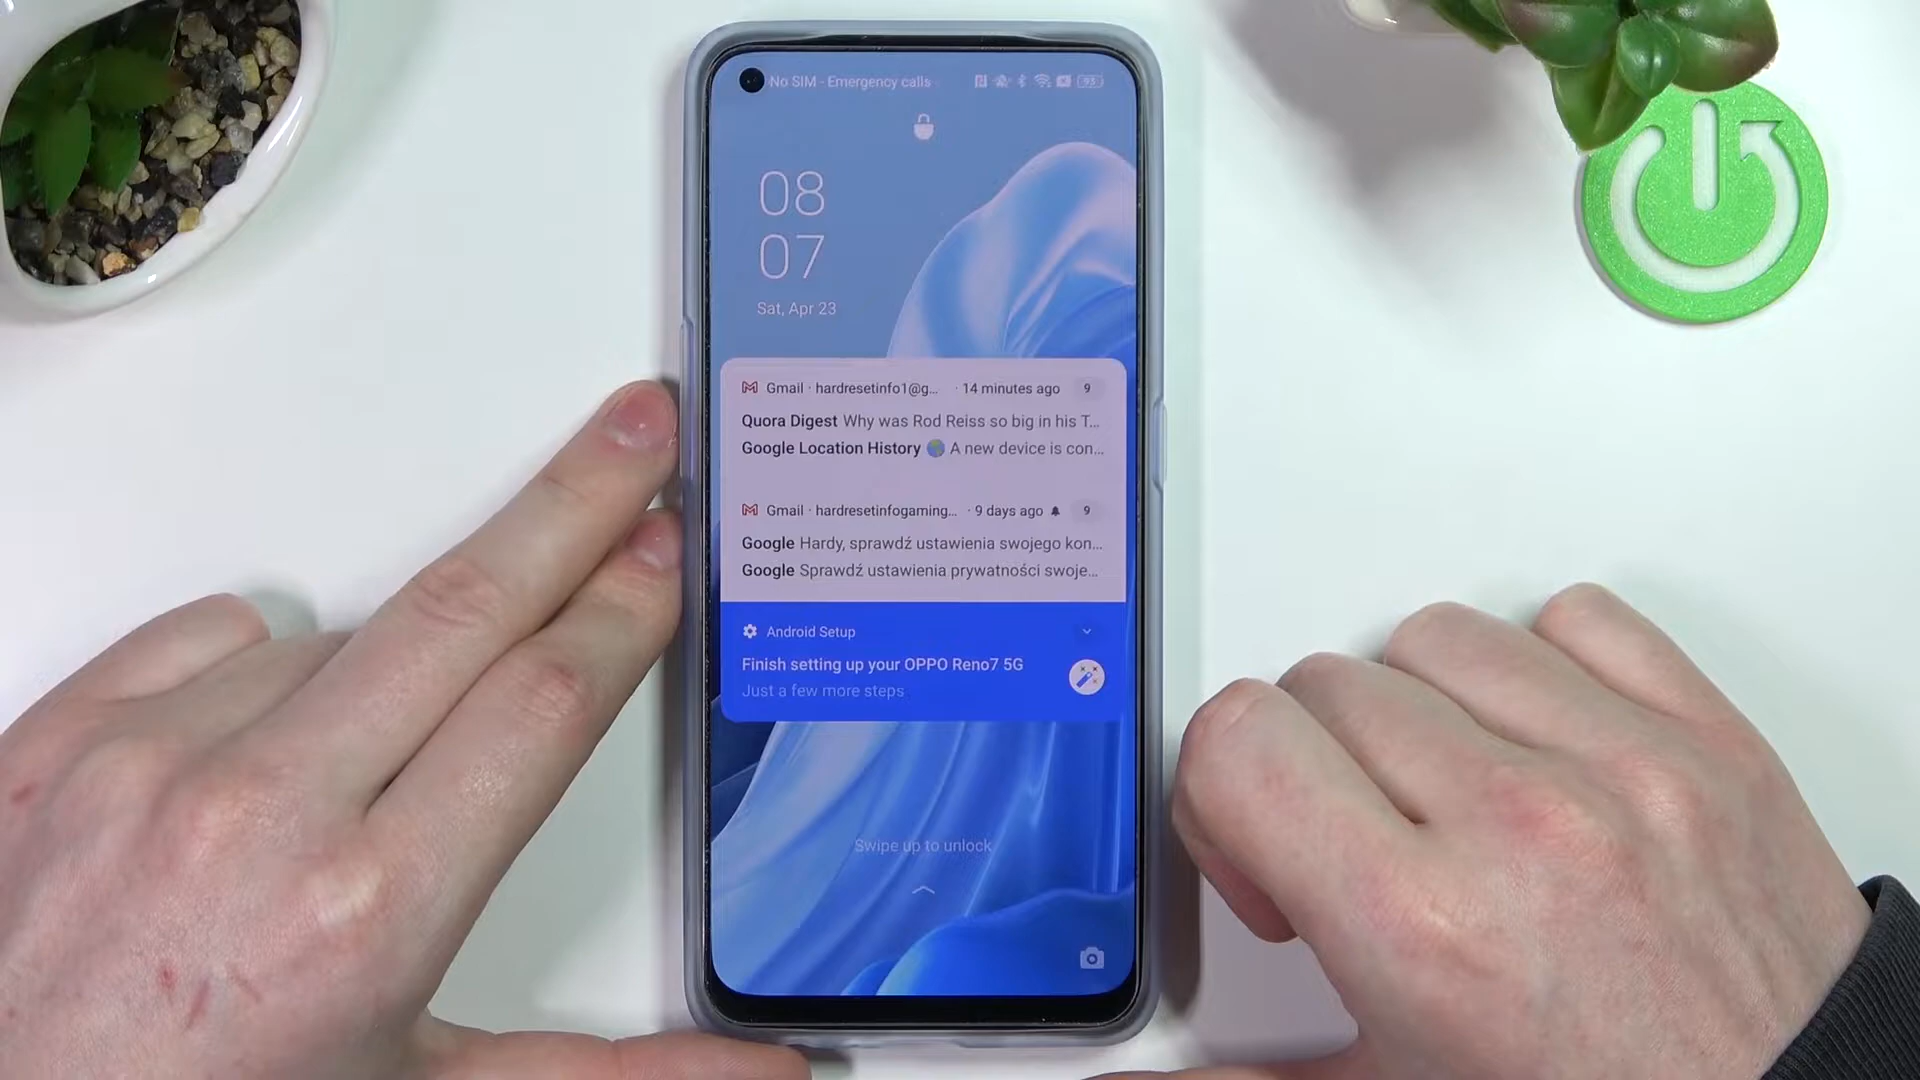 No SIM - Emergency calls
93
08
07
Sat, Apr 23
Gmail · hardresetinfo1@g... · 14 minutes ago 9
Quora Digest Why was Rod Reiss so big in his T...
Google Location History 🌍 A new device is con...
Gmail · hardresetinfogaming... · 9 days ago 9
Google Hardy, sprawdź ustawienia swojego kon...
Google Sprawdź ustawienia prywatności swoje...
Android Setup
Finish setting up your OPPO Reno7 5G
Just a few more steps
Swipe up to unlock